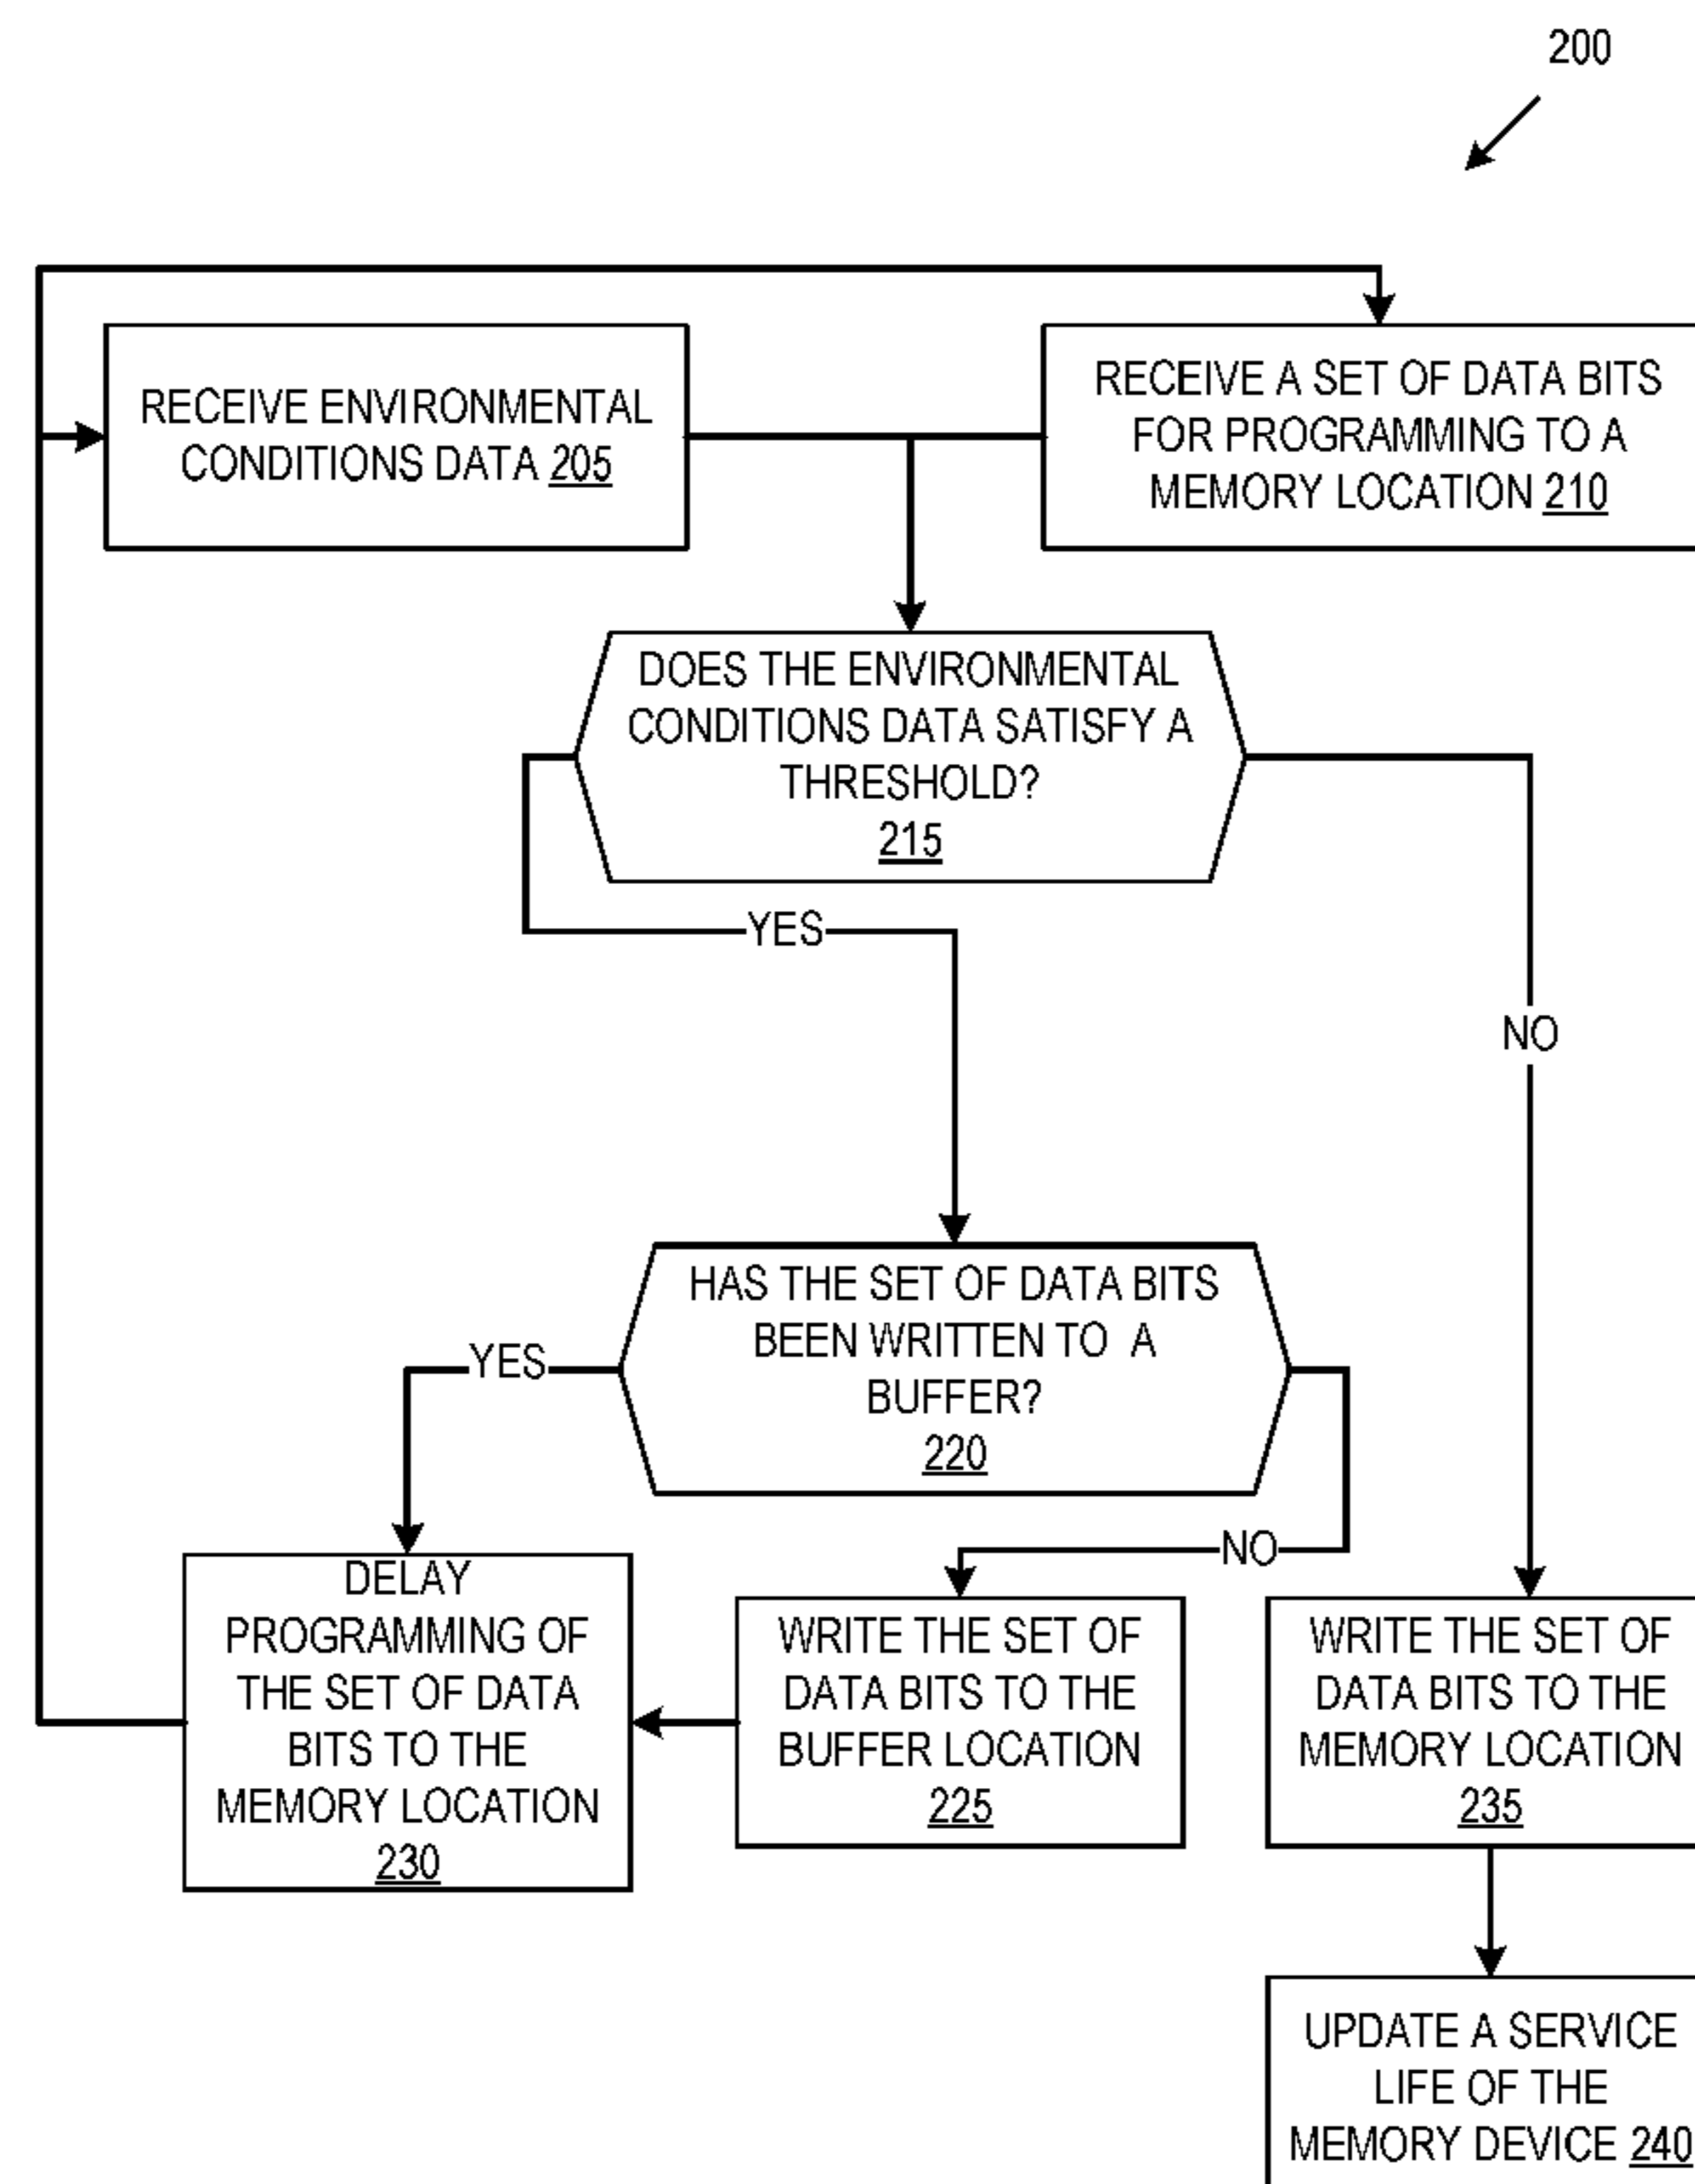 200
RECEIVE ENVIRONMENTAL
CONDITIONS DATA 205
RECEIVE A SET OF DATA BITS
FOR PROGRAMMING TO A
MEMORY LOCATION 210
DOES THE ENVIRONMENTAL
CONDITIONS DATA SATISFY A
THRESHOLD?
215
YES
NO
HAS THE SET OF DATA BITS
BEEN WRITTEN TO A
BUFFER?
220
YES
NO
DELAY
PROGRAMMING OF
THE SET OF DATA
BITS TO THE
MEMORY LOCATION
230
WRITE THE SET OF
DATA BITS TO THE
BUFFER LOCATION
225
WRITE THE SET OF
DATA BITS TO THE
MEMORY LOCATION
235
UPDATE A SERVICE
LIFE OF THE
MEMORY DEVICE 240